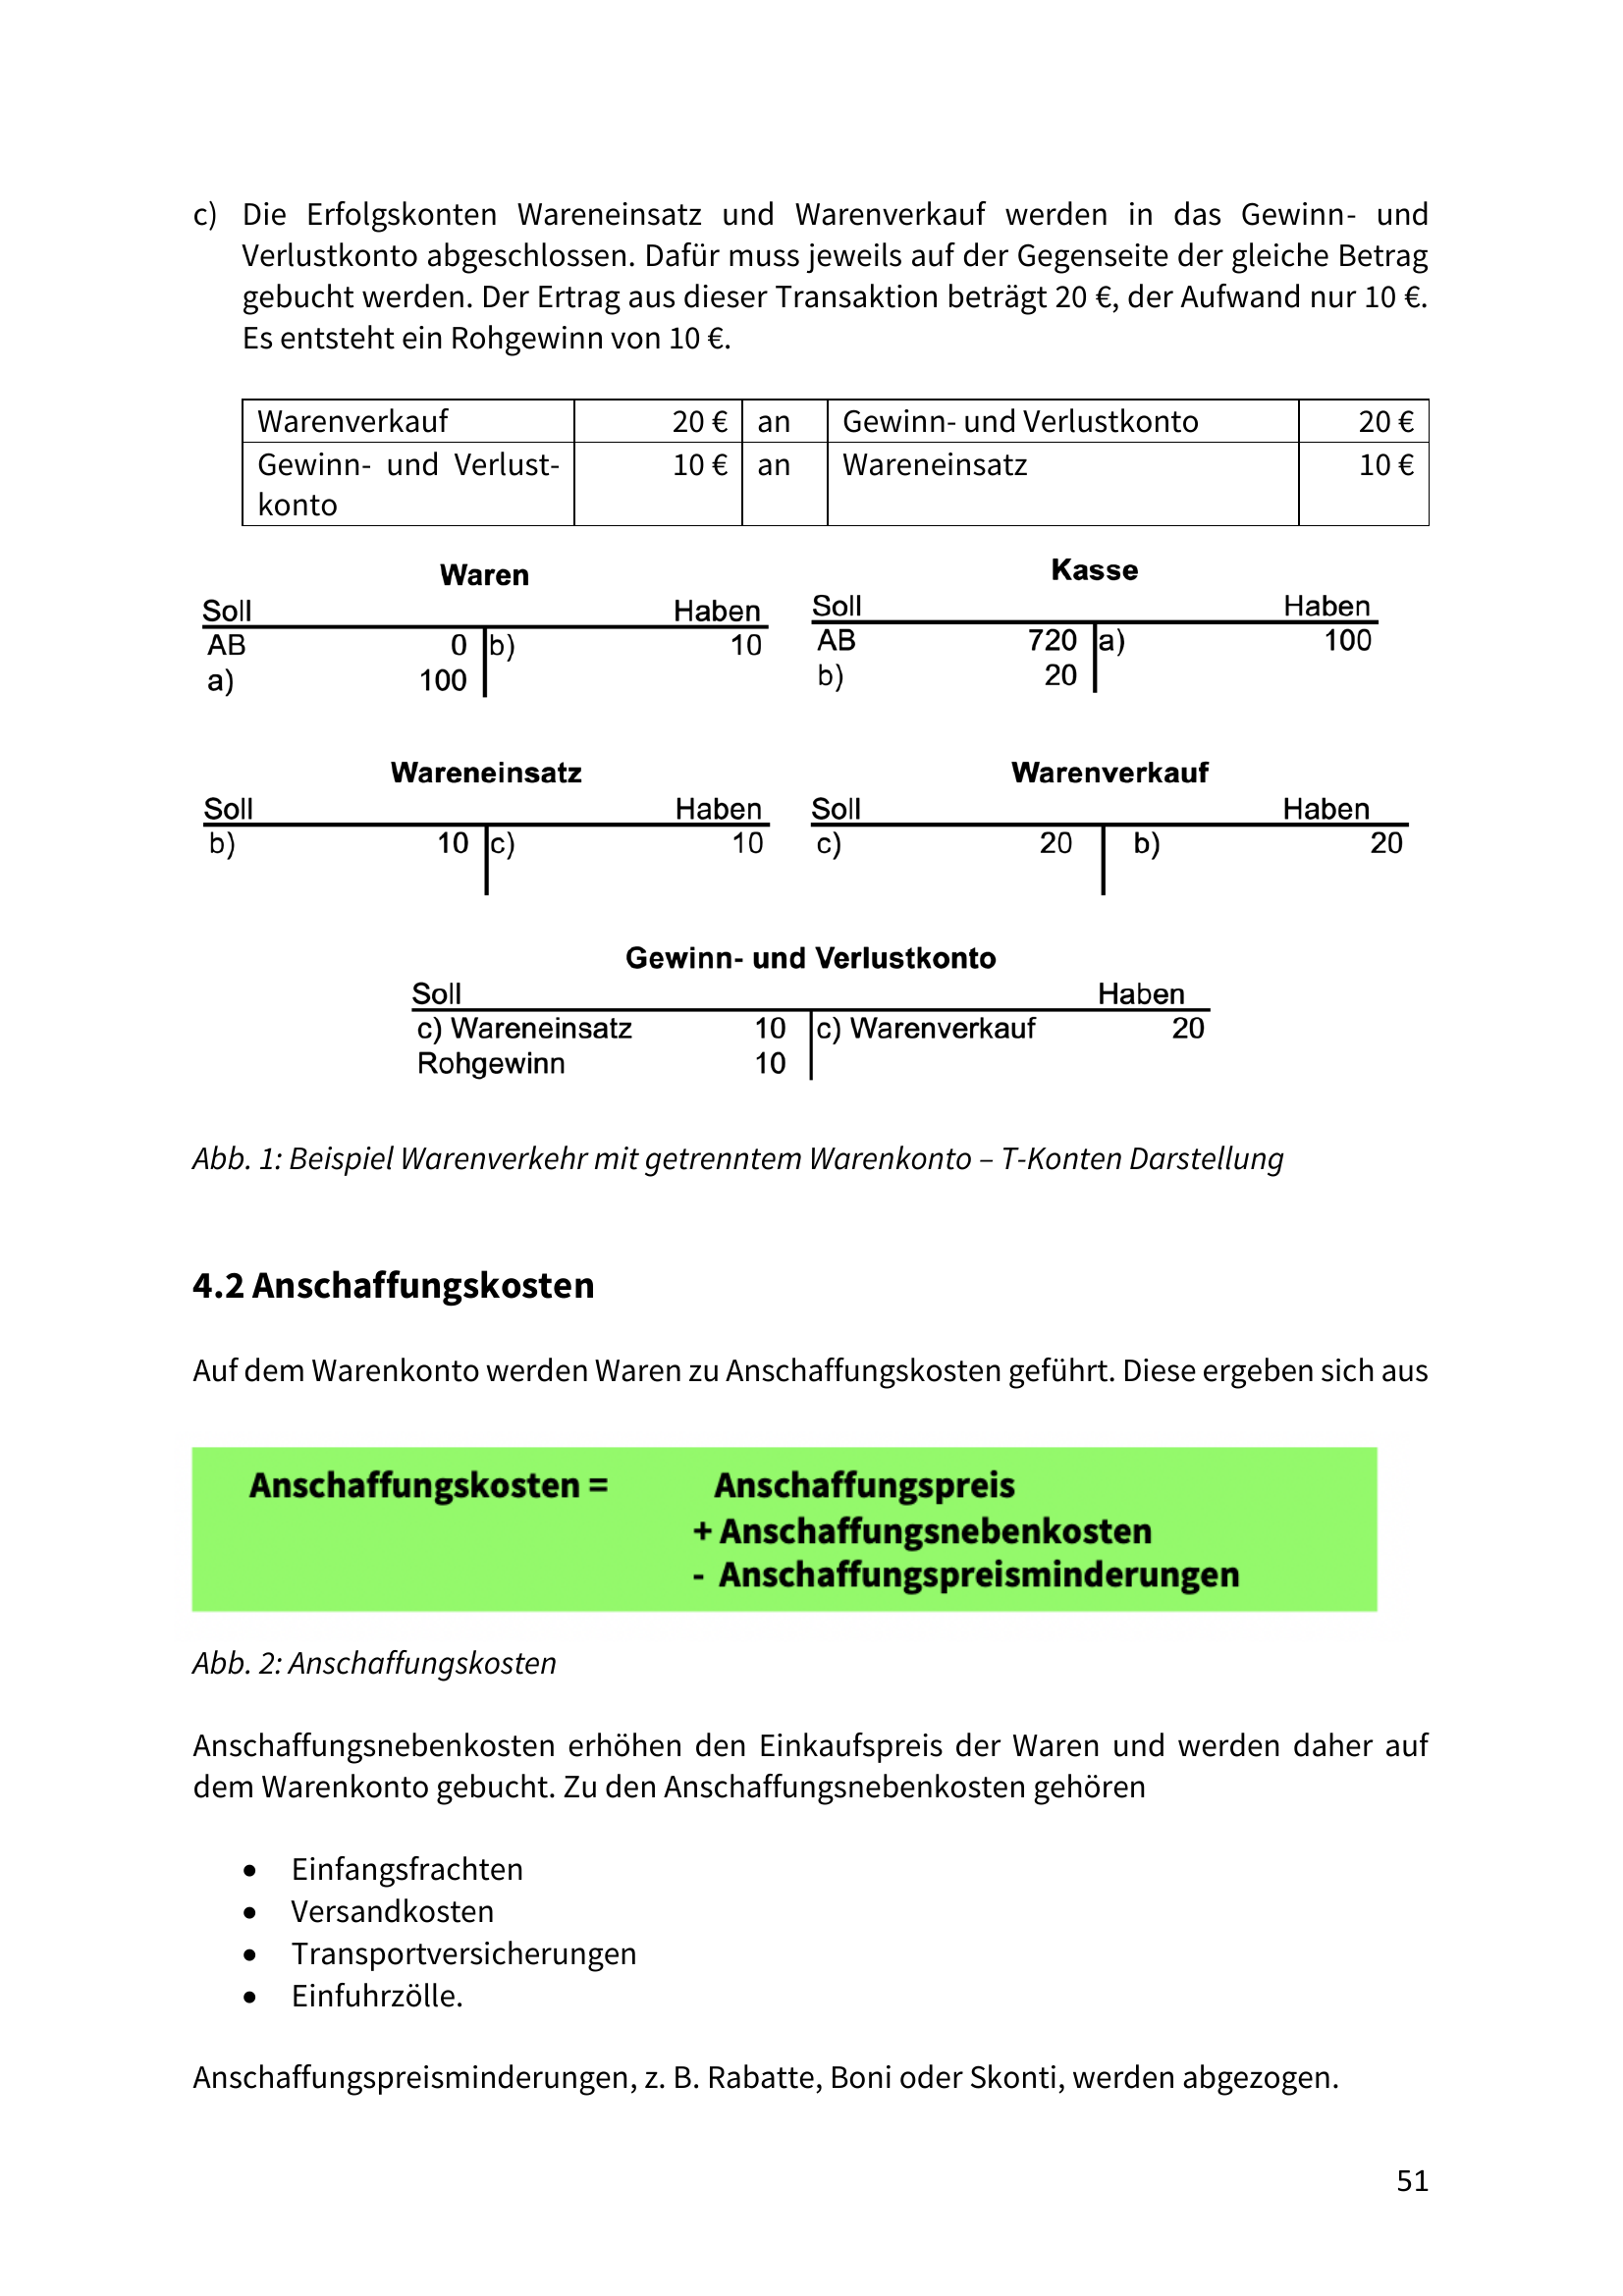 c) Die Erfolgskonten Wareneinsatz und Warenverkauf werden in das Gewinn- und
Verlustkonto abgeschlossen. Dafür muss jeweils auf der Gegenseite der gleiche Betrag
gebucht werden. Der Ertrag aus dieser Transaktion beträgt 20 €, der Aufwand nur 10 €.
Es entsteht ein Rohgewinn von 10 €.
Warenverkauf 20 € an Gewinn- und Verlustkonto 20 €
Gewinn- und Verlust- 10 € an Wareneinsatz 10 €
konto
Waren
Soll Haben
AB 0 b) 10
a) 100
Kasse
Soll Haben
AB 720 a) 100
b) 20
Wareneinsatz
Soll Haben
b) 10 c) 10
Warenverkauf
Soll Haben
c) 20 b) 20
Gewinn- und Verlustkonto
Soll Haben
c) Wareneinsatz 10 c) Warenverkauf 20
Rohgewinn 10
Abb. 1: Beispiel Warenverkehr mit getrenntem Warenkonto – T-Konten Darstellung
4.2 Anschaffungskosten
Auf dem Warenkonto werden Waren zu Anschaffungskosten geführt. Diese ergeben sich aus
Anschaffungskosten = Anschaffungspreis
+ Anschaffungsnebenkosten
- Anschaffungspreisminderungen
Abb. 2: Anschaffungskosten
Anschaffungsnebenkosten erhöhen den Einkaufspreis der Waren und werden daher auf
dem Warenkonto gebucht. Zu den Anschaffungsnebenkosten gehören
• Einfangsfrachten
• Versandkosten
• Transportversicherungen
• Einfuhrzölle.
Anschaffungspreisminderungen, z. B. Rabatte, Boni oder Skonti, werden abgezogen.
51